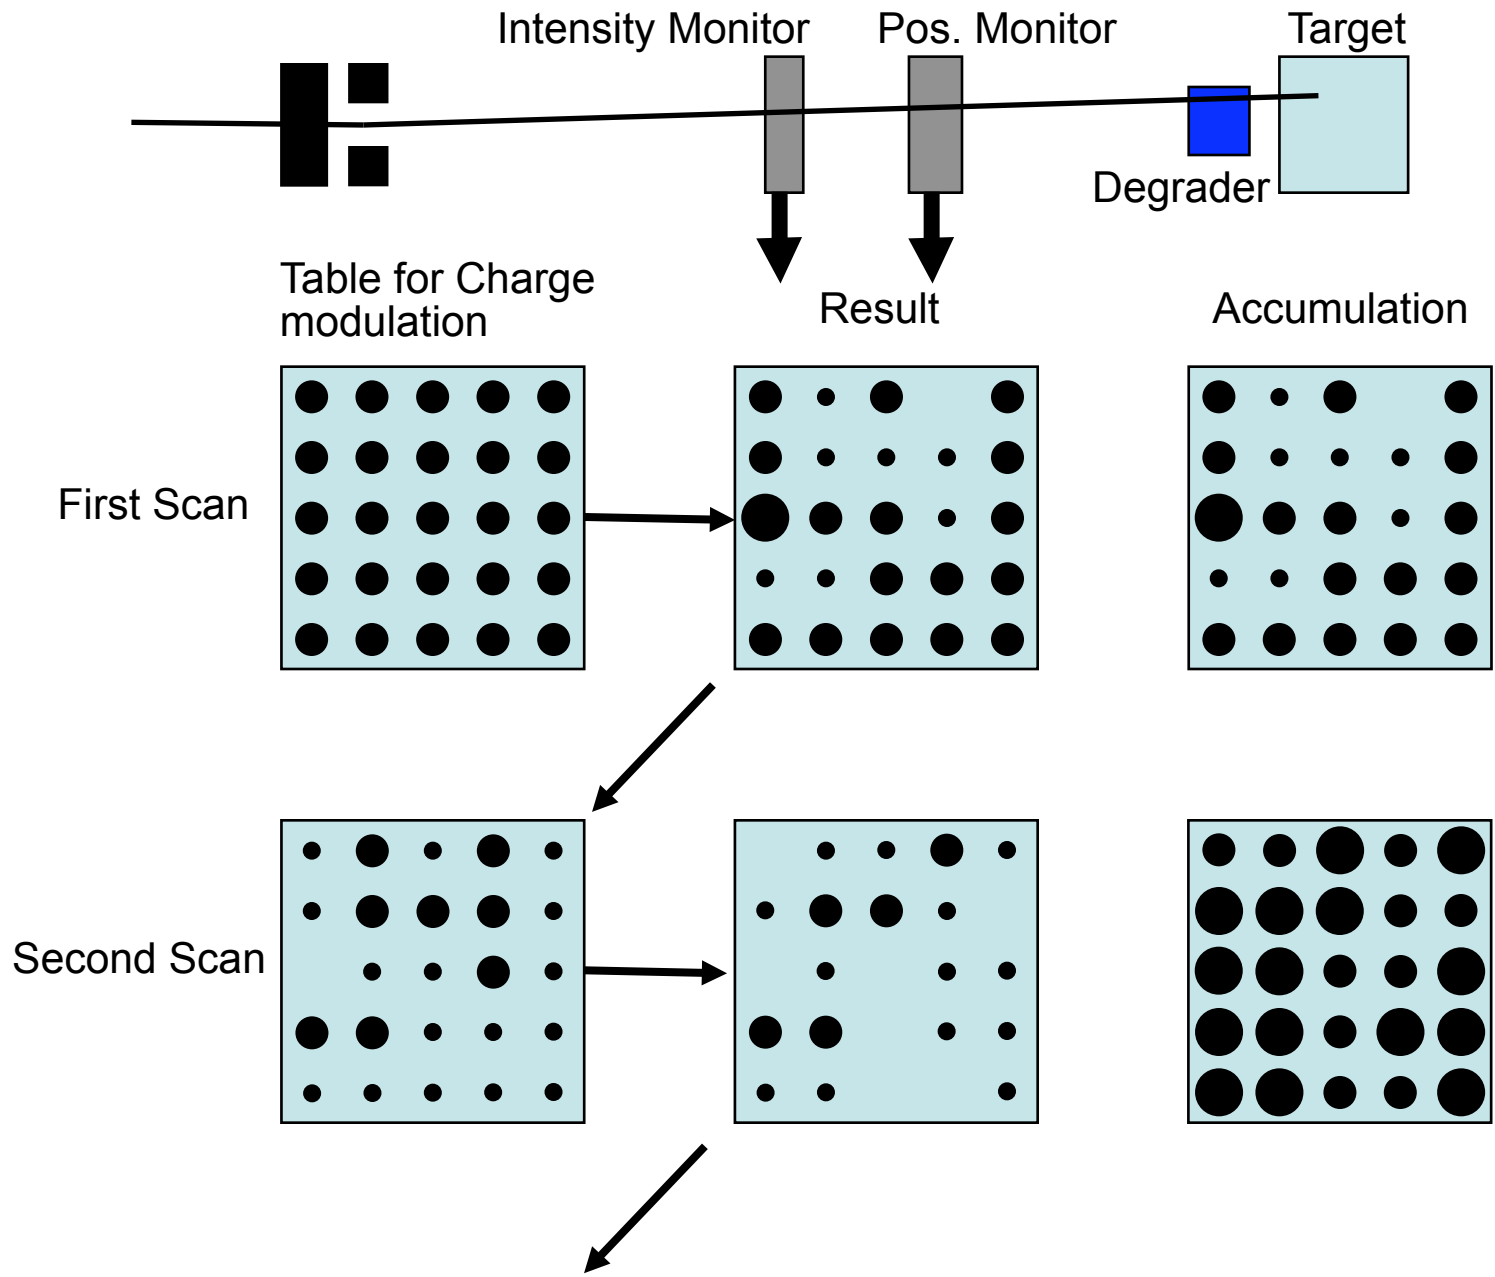 Intensity Monitor
Pos. Monitor
Target
Degrader
Table for Charge
modulation
Result
Accumulation
First Scan
Second Scan